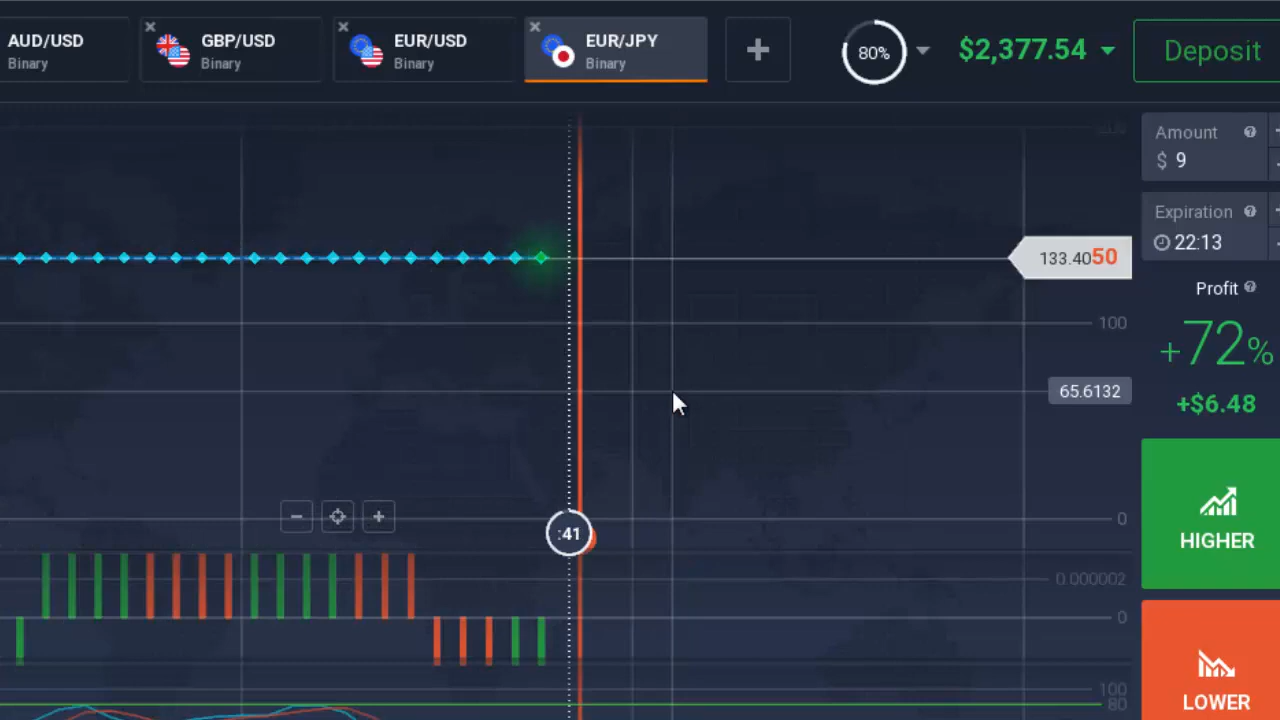 AUD/USD
Binary
GBP/USD
Binary
EUR/USD
Binary
EUR/JPY
Binary
80%
$2,377.54
Deposit
Amount
$ 9
Expiration
22:13
Profit
+72%
+$6.48
HIGHER
LOWER
133.4050
100
65.6132
0
0.000002
0
100
80
:41